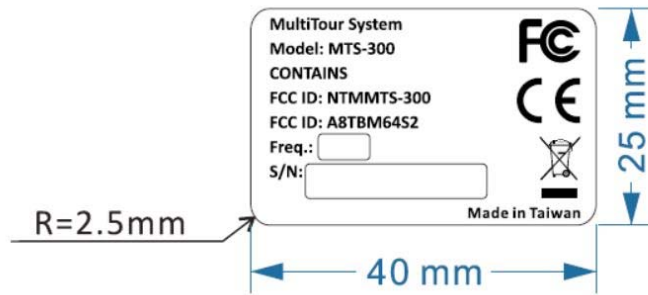 MultiTour System
Model: MTS-300
CONTAINS
FCC ID: NTMMTS-300
FCC ID: A8TBM64S2
Freq.:
S/N:
Made in Taiwan
FC
CE
25 mm
R=2.5mm
40 mm